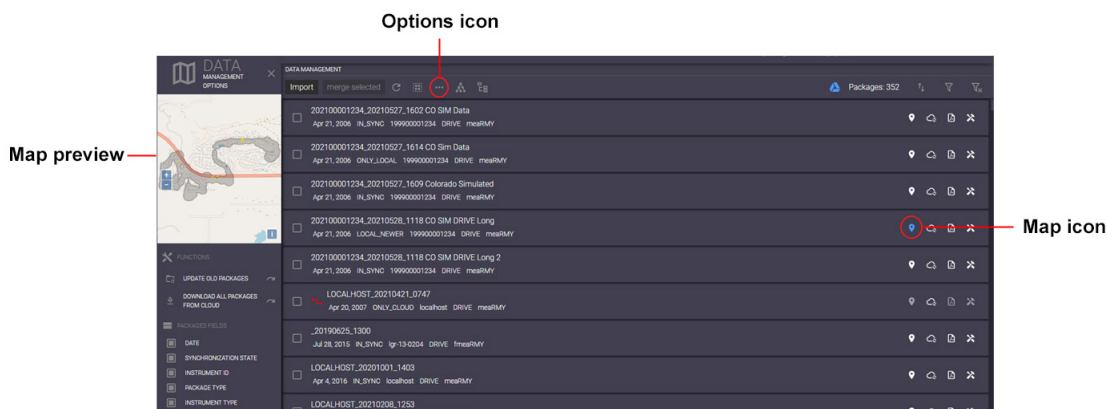 Options icon
DATA
MANAGEMENT
OPTIONS
DATA MANAGEMENT
Import merge selected Packages: 352
202100001234_20210527_1602 CO SIM Data
Apr 21, 2006 IN_SYNC 199900001234 DRIVE meaRMY
202100001234_20210527_1614 CO Sim Data
Apr 21, 2006 ONLY_LOCAL 199900001234 DRIVE meaRMY
Map preview
202100001234_20210527_1609 Colorado Simulated
Apr 21, 2006 IN_SYNC 199900001234 DRIVE meaRMY
202100001234_20210528_1118 CO SIM DRIVE Long
Apr 21, 2006 LOCAL_NEWER 199900001234 DRIVE meaRMY
Map icon
202100001234_20210528_1118 CO SIM DRIVE Long 2
Apr 21, 2006 IN_SYNC 199900001234 DRIVE meaRMY
LOCALHOST_20210421_0747
Apr 20, 2007 ONLY_CLOUD localhost DRIVE meaRMY
_20190625_1300
Jul 28, 2015 IN_SYNC lgr-13-0204 DRIVE fmeaRMY
LOCALHOST_20201001_1403
Apr 4, 2016 IN_SYNC localhost DRIVE meaRMY
LOCALHOST_20210208_1253
FUNCTIONS
UPDATE OLD PACKAGES
DOWNLOAD ALL PACKAGES
FROM CLOUD
PACKAGES FIELDS
DATE
SYNCHRONIZATION STATE
INSTRUMENT ID
PACKAGE TYPE
INSTRUMENT TYPE